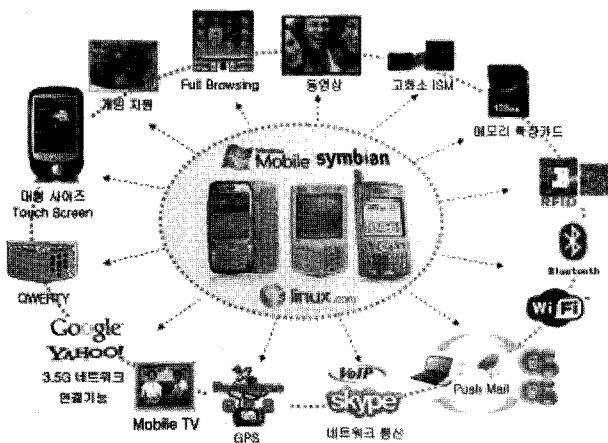 게임 지원
Full Browsing
동영상
고화소 ISM
메모리 확장카드
128MB
대형 사이즈
Touch Screen
Mobile symbian
RFID
Bluetooth
QWERTY
linux.com
WiFi
Google
YAHOO!
3.5G 네트워크
연결기능
Mobile TV
GPS
VoIP
skype
네트워크 통신
Push Mail